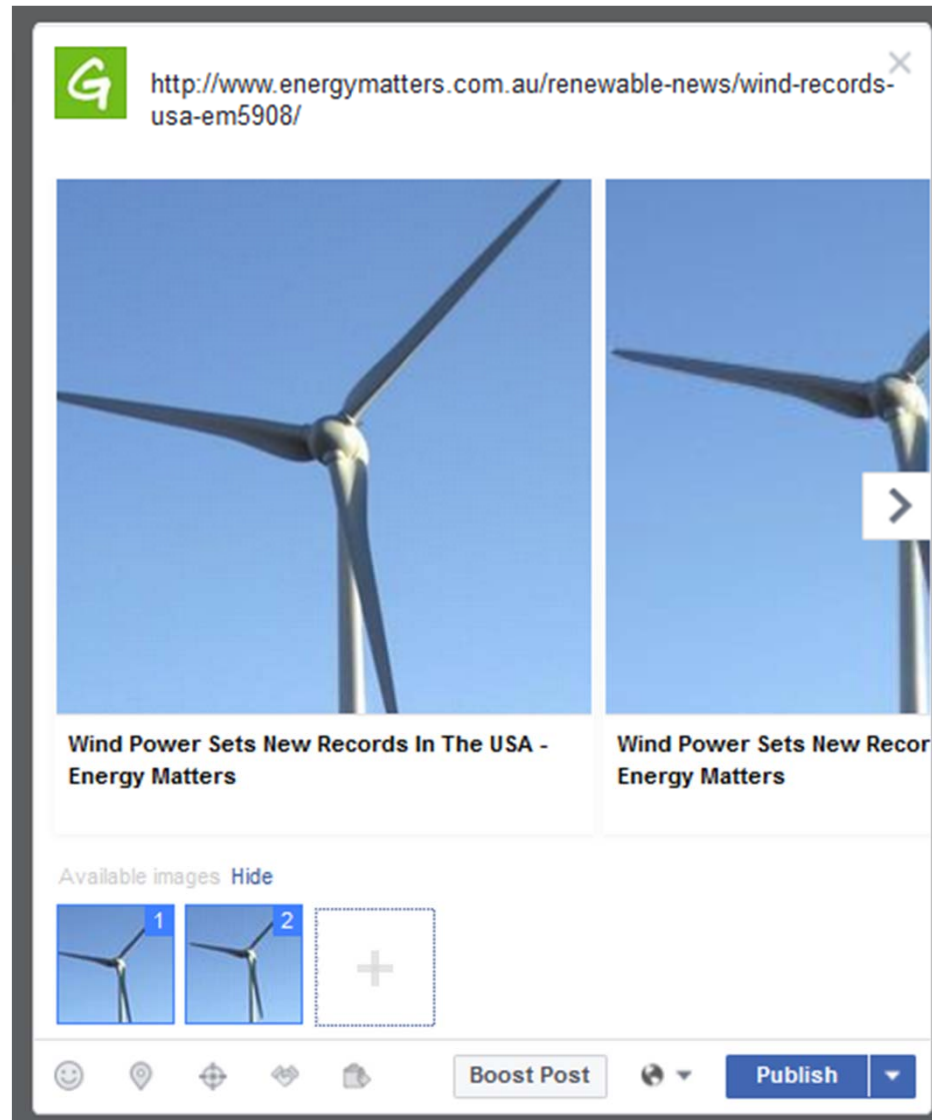 G
http://www.energymatters.com.au/renewable-news/wind-records-
usa-em5908/
Wind Power Sets New Records In The USA -
Energy Matters
Wind Power Sets New Recor
Energy Matters
Available images Hide
1
2
Boost Post
Publish